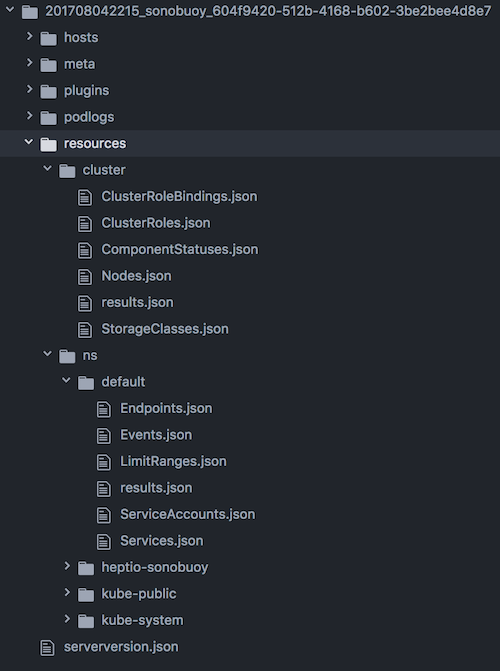 201708042215_sonobuoy_604f9420-512b-4168-b602-3be2bee4d8e7
hosts
meta
plugins
podlogs
resources
cluster
ClusterRoleBindings.json
ClusterRoles.json
ComponentStatuses.json
Nodes.json
results.json
StorageClasses.json
ns
default
Endpoints.json
Events.json
LimitRanges.json
results.json
ServiceAccounts.json
Services.json
heptio-sonobuoy
kube-public
kube-system
serverversion.json